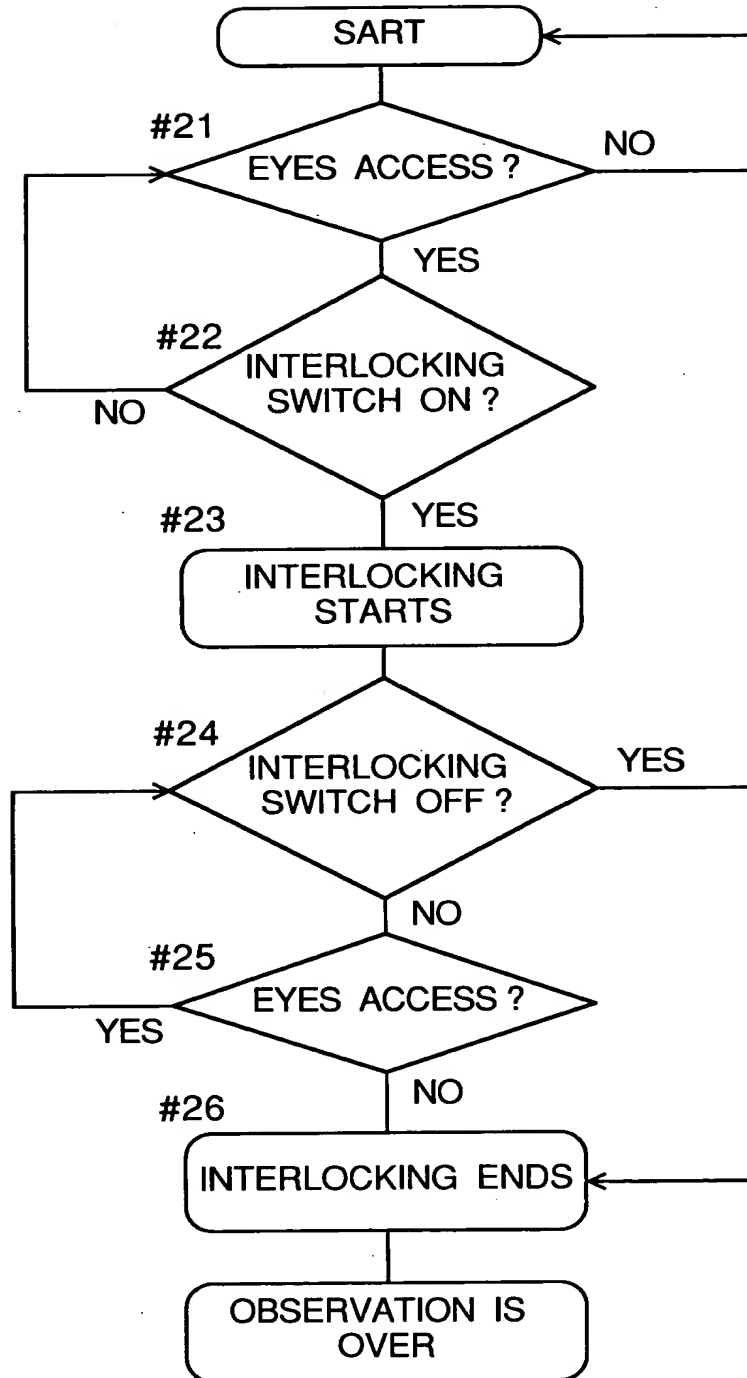 SART
#21
EYES ACCESS ?
NO
YES
#22
INTERLOCKING
SWITCH ON ?
NO
YES
#23
INTERLOCKING
STARTS
#24
INTERLOCKING
SWITCH OFF ?
YES
NO
#25
EYES ACCESS ?
YES
NO
#26
INTERLOCKING ENDS
OBSERVATION IS
OVER